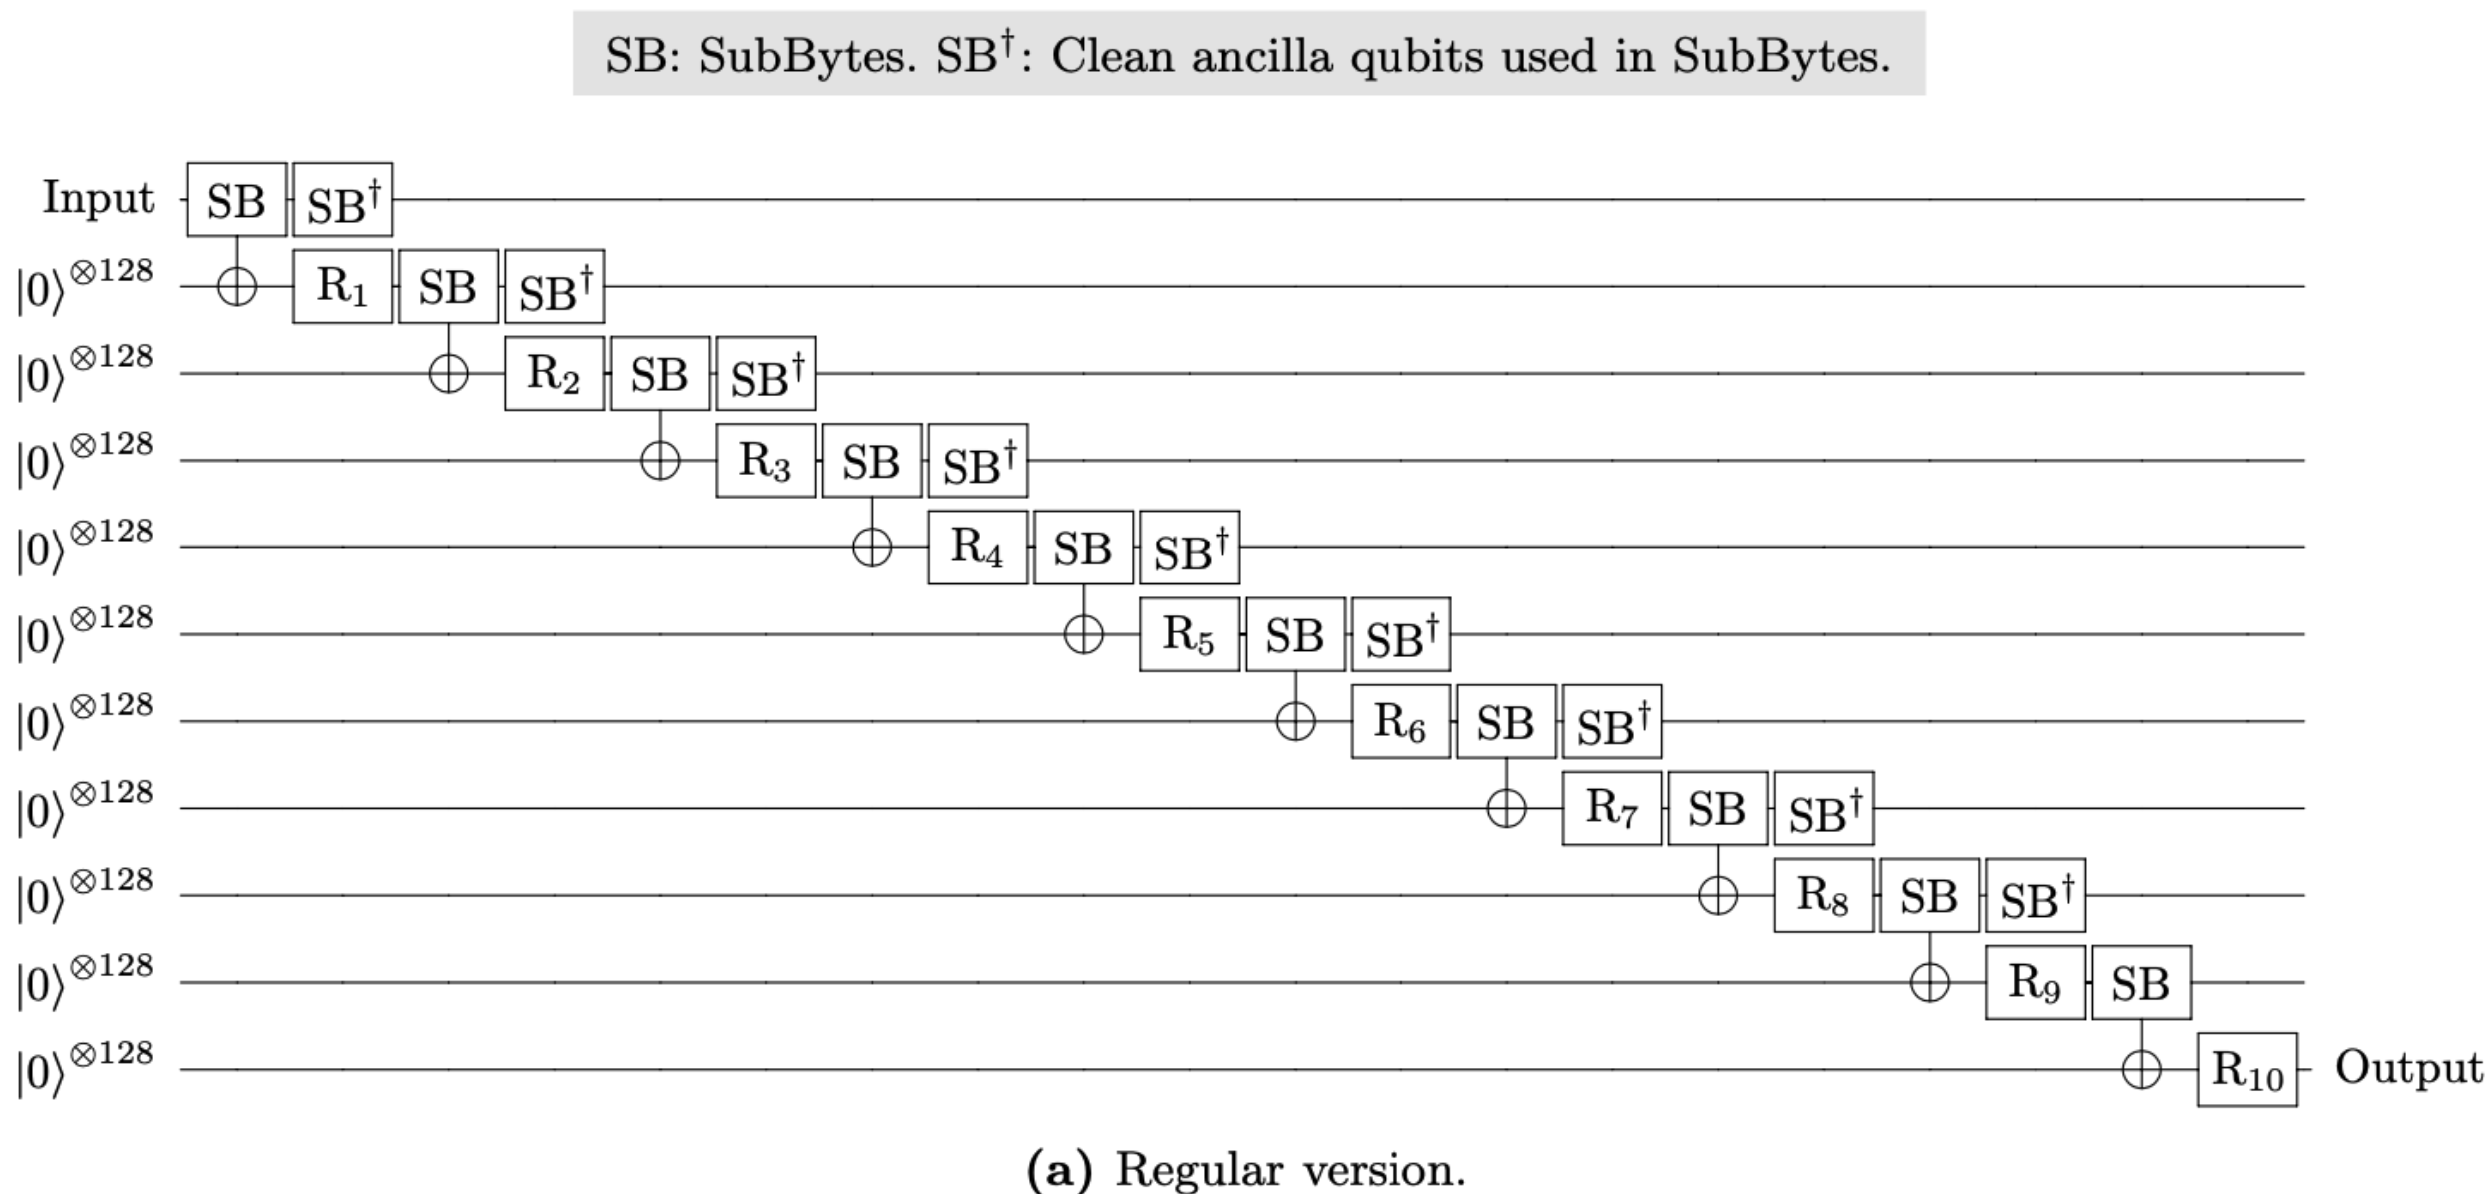 SB: SubBytes. SB†: Clean ancilla qubits used in SubBytes.
Input SB SB†
|0⟩⊗128 R₁ SB SB†
|0⟩⊗128 R₂ SB SB†
|0⟩⊗128 R₃ SB SB†
|0⟩⊗128 R₄ SB SB†
|0⟩⊗128 R₅ SB SB†
|0⟩⊗128 R₆ SB SB†
|0⟩⊗128 R₇ SB SB†
|0⟩⊗128 R₈ SB SB†
|0⟩⊗128 R₉ SB
|0⟩⊗128 R₁₀ Output
(a) Regular version.